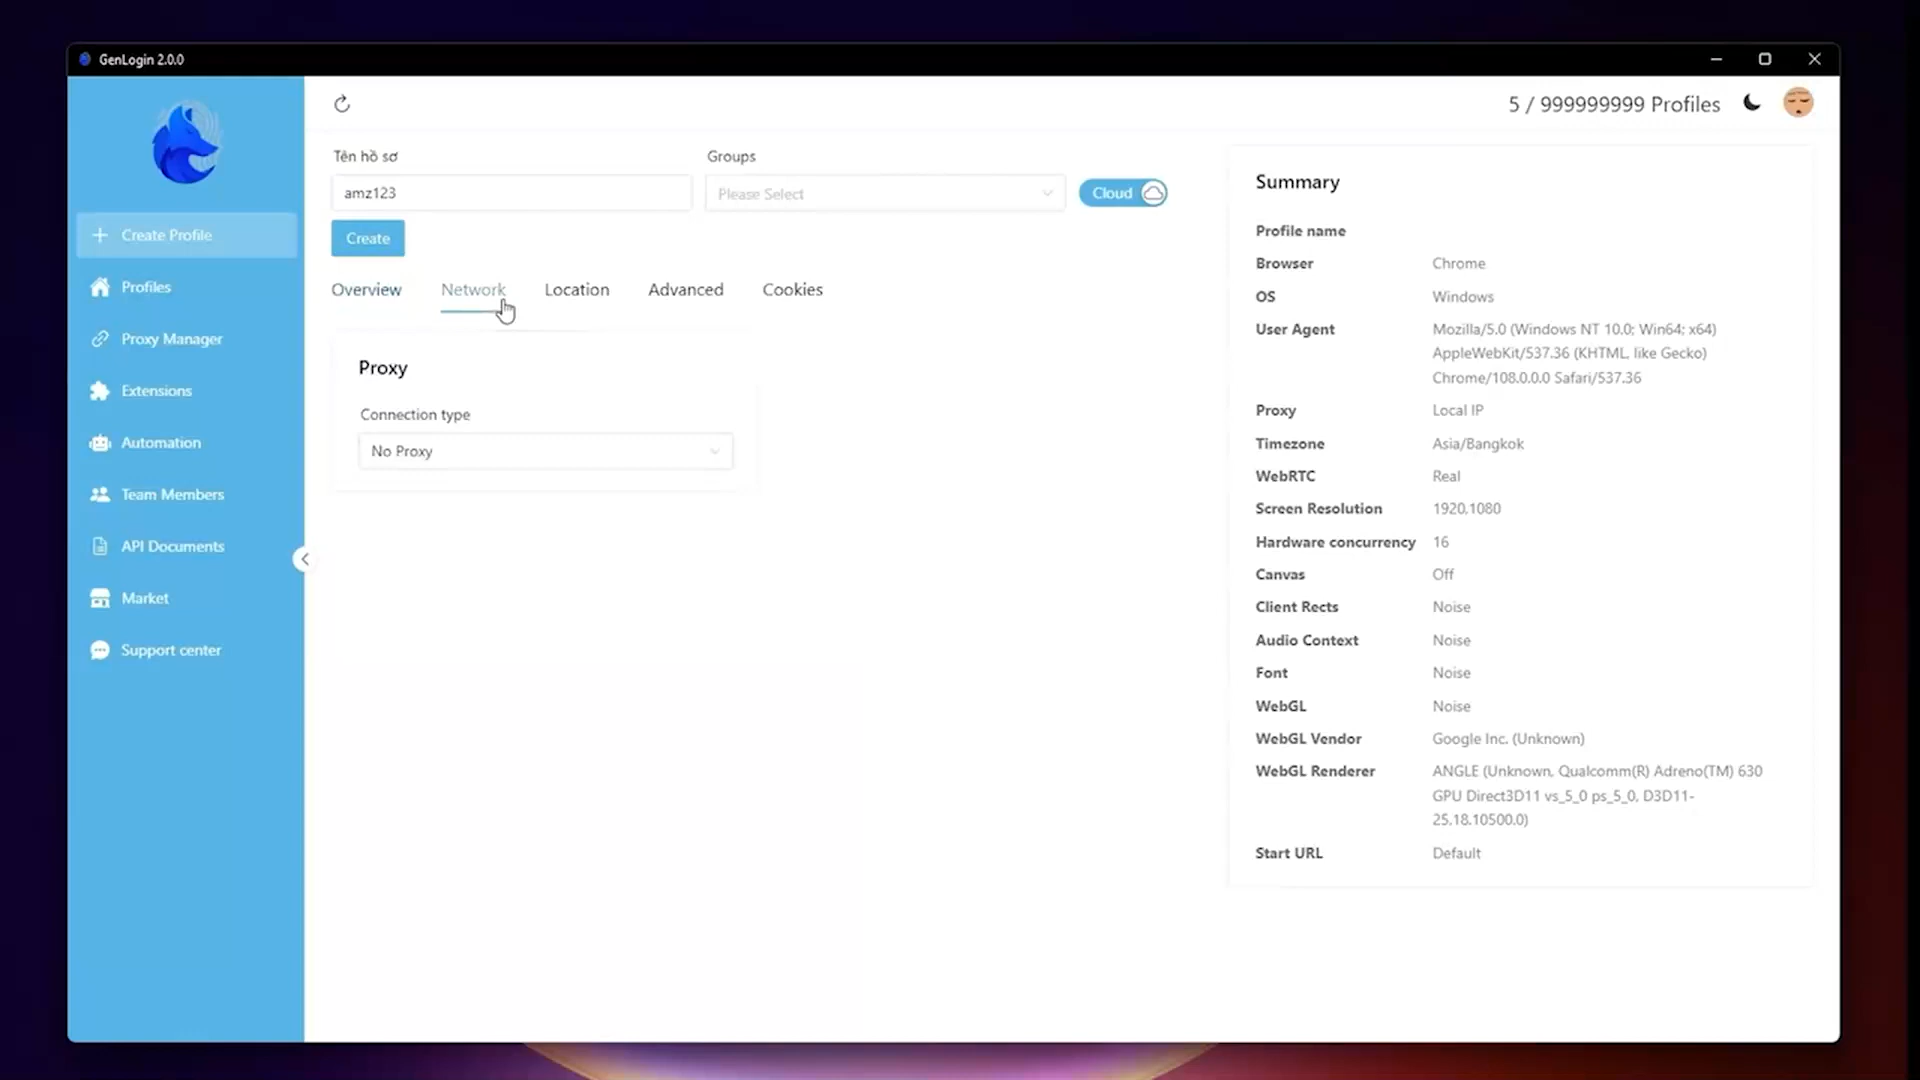 GenLogin 2.0.0
5 / 999999999 Profiles
Tên hồ sơ
Groups
amz123
Please Select
Cloud
Create
Create Profile
Profiles
Proxy Manager
Extensions
Automation
Team Members
API Documents
Market
Support center
Overview
Network
Location
Advanced
Cookies
Proxy
Connection type
No Proxy
Summary
Profile name
Browser Chrome
OS Windows
User Agent Mozilla/5.0 (Windows NT 10.0; Win64; x64)
AppleWebKit/537.36 (KHTML, like Gecko)
Chrome/108.0.0.0 Safari/537.36
Proxy Local IP
Timezone Asia/Bangkok
WebRTC Real
Screen Resolution 1920,1080
Hardware concurrency 16
Canvas Off
Client Rects Noise
Audio Context Noise
Font Noise
WebGL Noise
WebGL Vendor Google Inc. (Unknown)
WebGL Renderer ANGLE (Unknown, Qualcomm(R) Adreno(TM) 630
GPU Direct3D11 vs_5_0 ps_5_0, D3D11-
25.18.10500.0)
Start URL Default